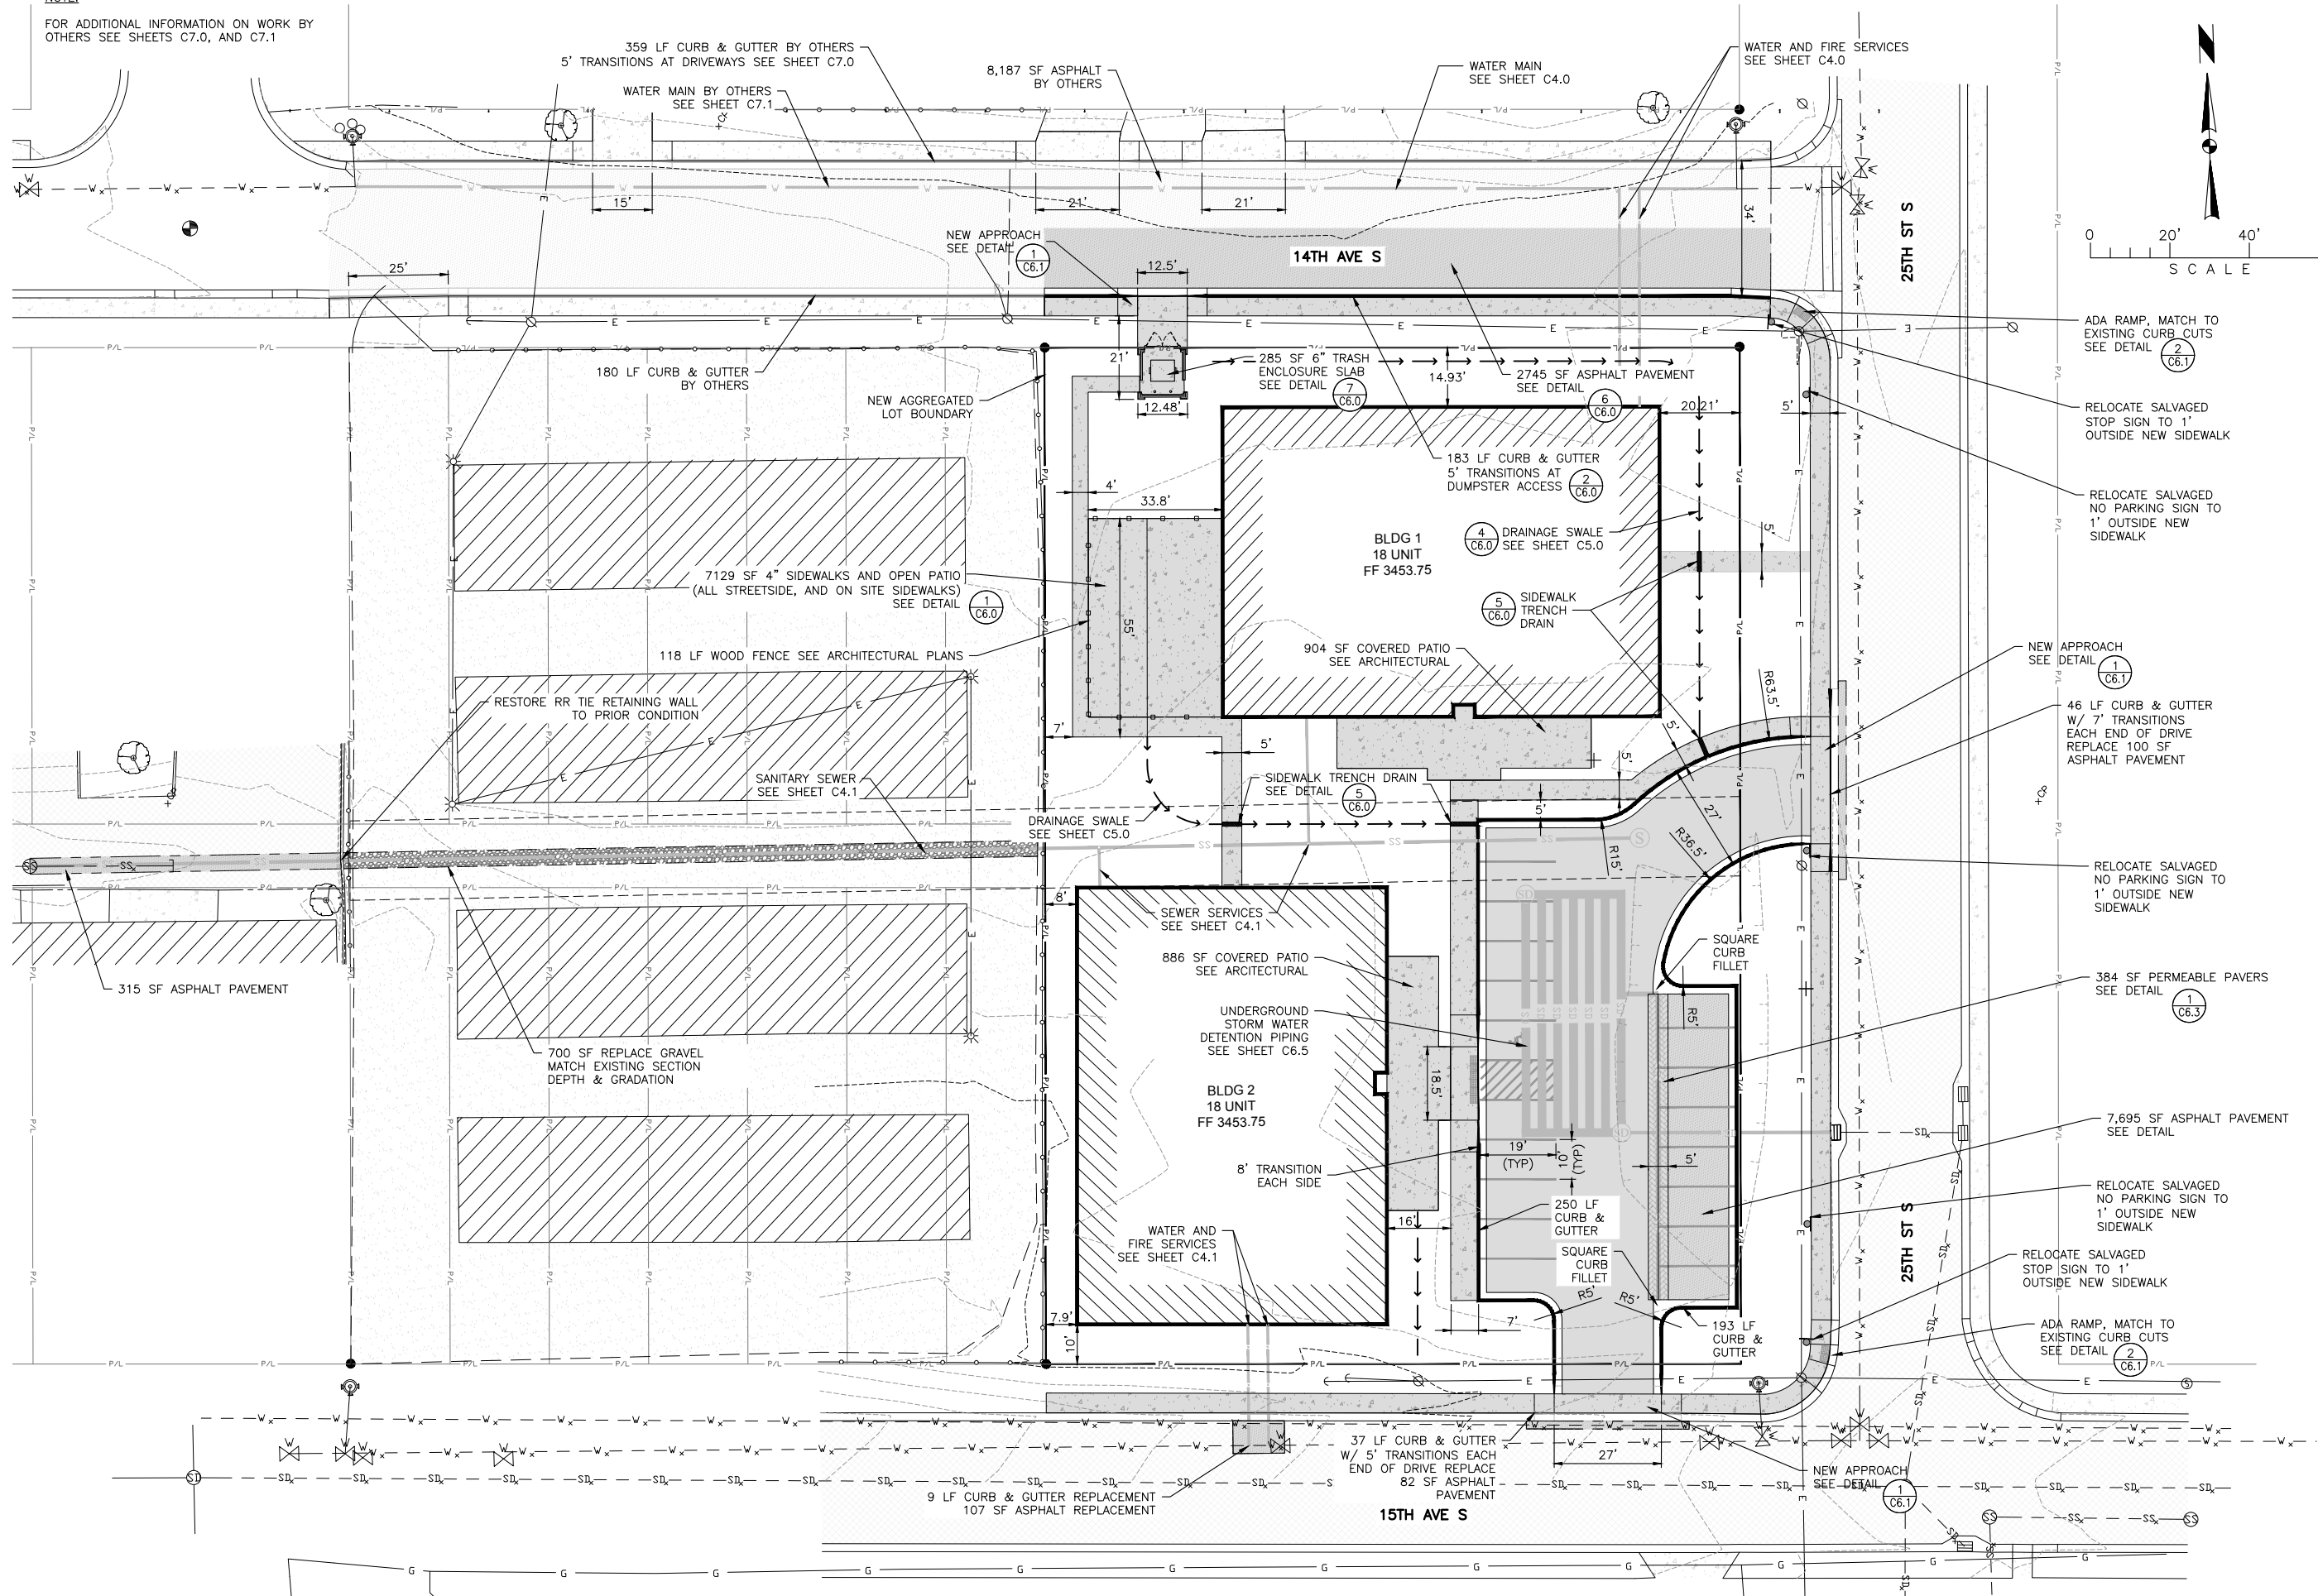 NOTE:
FOR ADDITIONAL INFORMATION ON WORK BY
OTHERS SEE SHEETS C7.0, AND C7.1
359 LF CURB & GUTTER BY OTHERS
5' TRANSITIONS AT DRIVEWAYS SEE SHEET C7.0
WATER MAIN BY OTHERS
SEE SHEET C7.1
8,187 SF ASPHALT
BY OTHERS
WATER MAIN
SEE SHEET C4.0
WATER AND FIRE SERVICES
SEE SHEET C4.0
N
0 20' 40'
SCALE
15'
21'
21'
34'
25'
NEW APPROACH
SEE DETAIL
1
C6.1
12.5'
14TH AVE S
25TH ST S
ADA RAMP, MATCH TO
EXISTING CURB CUTS
SEE DETAIL
2
C6.1
180 LF CURB & GUTTER
BY OTHERS
21'
285 SF 6" TRASH
ENCLOSURE SLAB
SEE DETAIL
7
C6.0
14.93'
2745 SF ASPHALT PAVEMENT
SEE DETAIL
6
C6.0
NEW AGGREGATED
LOT BOUNDARY
12.48'
20.21'
5'
RELOCATE SALVAGED
STOP SIGN TO 1'
OUTSIDE NEW SIDEWALK
183 LF CURB & GUTTER
5' TRANSITIONS AT
DUMPSTER ACCESS
2
C6.0
4'
33.8'
RELOCATE SALVAGED
NO PARKING SIGN TO
1' OUTSIDE NEW
SIDEWALK
BLDG 1
18 UNIT
FF 3453.75
4
C6.0
DRAINAGE SWALE
SEE SHEET C5.0
5'
7129 SF 4" SIDEWALKS AND OPEN PATIO
(ALL STREETSIDE, AND ON SITE SIDEWALKS)
SEE DETAIL
1
C6.0
55'
5
C6.0
SIDEWALK
TRENCH
DRAIN
118 LF WOOD FENCE SEE ARCHITECTURAL PLANS
904 SF COVERED PATIO
SEE ARCHITECTURAL
R63.5'
NEW APPROACH
SEE DETAIL
1
C6.1
RESTORE RR TIE RETAINING WALL
TO PRIOR CONDITION
46 LF CURB & GUTTER
W/ 7' TRANSITIONS
EACH END OF DRIVE
REPLACE 100 SF
ASPHALT PAVEMENT
7'
5'
5'
5'
SANITARY SEWER
SEE SHEET C4.1
SIDEWALK TRENCH DRAIN
SEE DETAIL
5
C6.0
5'
27'
DRAINAGE SWALE
SEE SHEET C5.0
R15'
R36.5'
RELOCATE SALVAGED
NO PARKING SIGN TO
1' OUTSIDE NEW
SIDEWALK
8'
SEWER SERVICES
SEE SHEET C4.1
SQUARE
CURB
FILLET
886 SF COVERED PATIO
SEE ARCITECTURAL
315 SF ASPHALT PAVEMENT
384 SF PERMEABLE PAVERS
SEE DETAIL
1
C6.3
R5'
UNDERGROUND
STORM WATER
DETENTION PIPING
SEE SHEET C6.5
700 SF REPLACE GRAVEL
MATCH EXISTING SECTION
DEPTH & GRADATION
BLDG 2
18 UNIT
FF 3453.75
18.5'
7,695 SF ASPHALT PAVEMENT
SEE DETAIL
19'
(TYP)
10'
(TYP)
5'
8' TRANSITION
EACH SIDE
RELOCATE SALVAGED
NO PARKING SIGN TO
1' OUTSIDE NEW
SIDEWALK
250 LF
CURB &
GUTTER
WATER AND
FIRE SERVICES
SEE SHEET C4.1
16'
25TH ST S
SQUARE
CURB
FILLET
RELOCATE SALVAGED
STOP SIGN TO 1'
OUTSIDE NEW SIDEWALK
R5'
R5'
7.9'
10'
7'
193 LF
CURB &
GUTTER
ADA RAMP, MATCH TO
EXISTING CURB CUTS
SEE DETAIL
2
C6.1
37 LF CURB & GUTTER
W/ 5' TRANSITIONS EACH
END OF DRIVE REPLACE
82 SF ASPHALT
PAVEMENT
27'
NEW APPROACH
SEE DETAIL
1
C6.1
9 LF CURB & GUTTER REPLACEMENT
107 SF ASPHALT REPLACEMENT
15TH AVE S